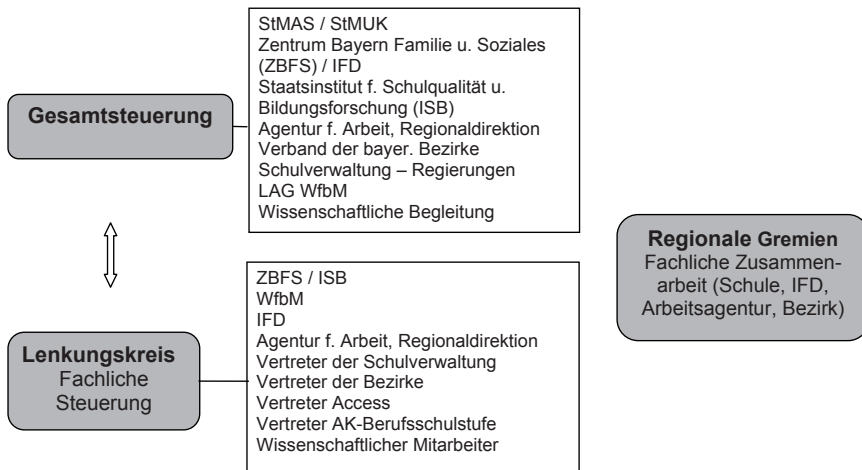 StMAS / StMUK
Zentrum Bayern Familie u. Soziales
(ZBFS) / IFD
Staatsinstitut f. Schulqualität u.
Bildungsforschung (ISB)
Agentur f. Arbeit, Regionaldirektion
Verband der bayer. Bezirke
Schulverwaltung – Regierungen
LAG WfbM
Wissenschaftliche Begleitung
Gesamtsteuerung
Regionale Gremien
Fachliche Zusammen-
arbeit (Schule, IFD,
Arbeitsagentur, Bezirk)
ZBFS / ISB
WfbM
IFD
Agentur f. Arbeit, Regionaldirektion
Vertreter der Schulverwaltung
Vertreter der Bezirke
Vertreter Access
Vertreter AK-Berufsschulstufe
Wissenschaftlicher Mitarbeiter
Lenkungskreis
Fachliche
Steuerung